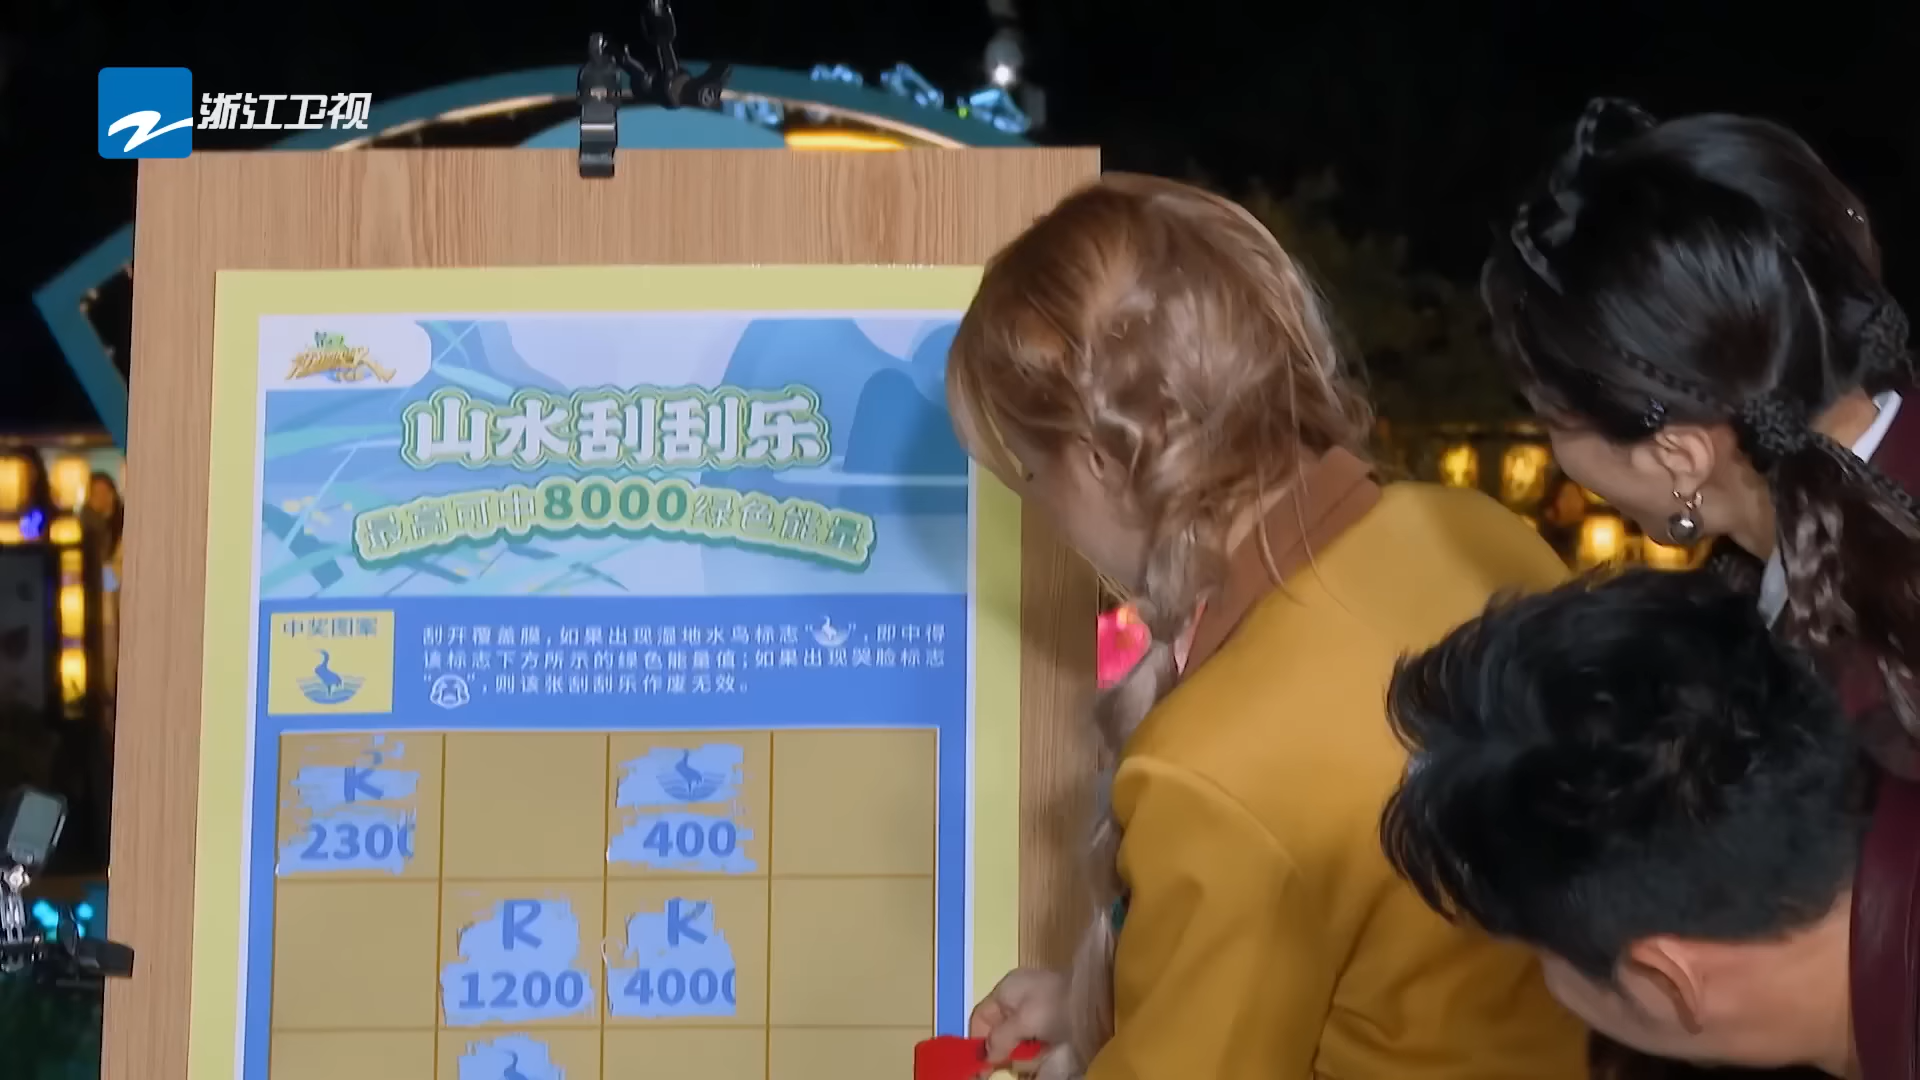 浙江卫视
山水刮刮乐
最高可中8000绿色能量
中奖图案
刮开覆盖膜，如果出现湿地水鸟标志“”，即中得
该标志下方所示的绿色能量值；如果出现哭脸标志
“”，则该张刮刮乐作废无效。
K
2300
400
R
K
1200
4000